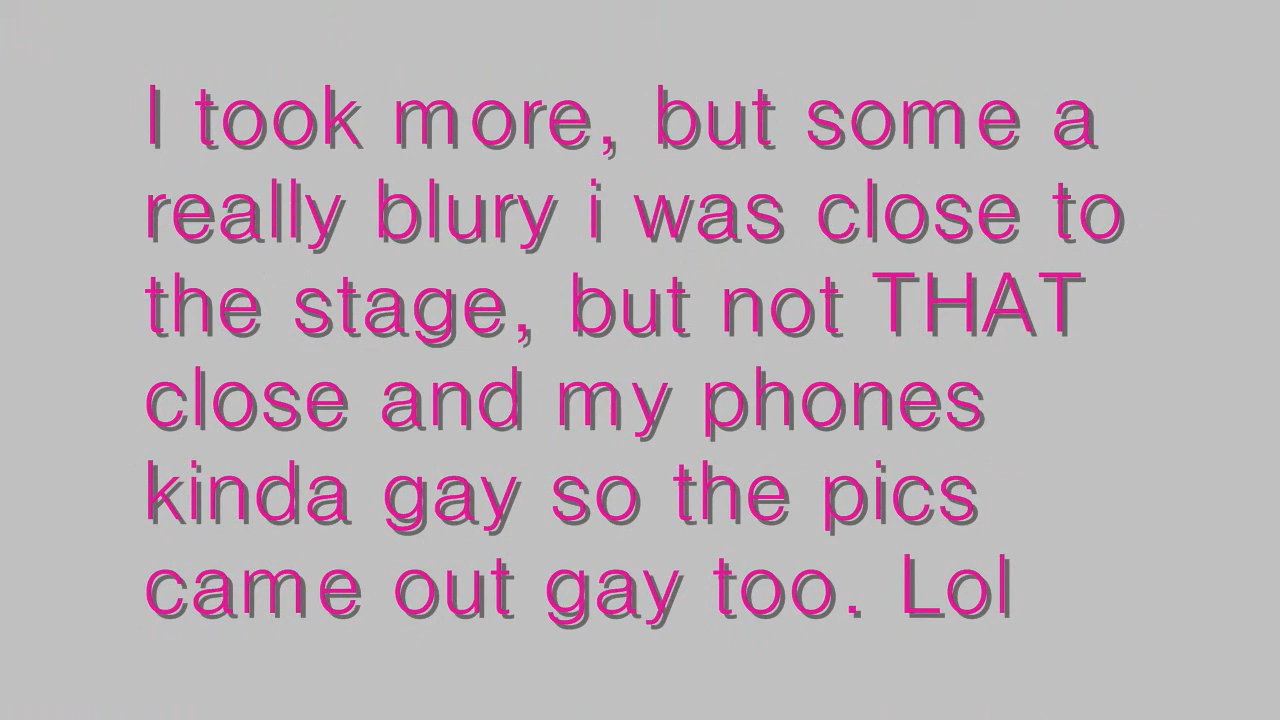 I took more, but some a
really blury i was close to
the stage, but not THAT
close and my phones
kinda gay so the pics
came out gay too. Lol